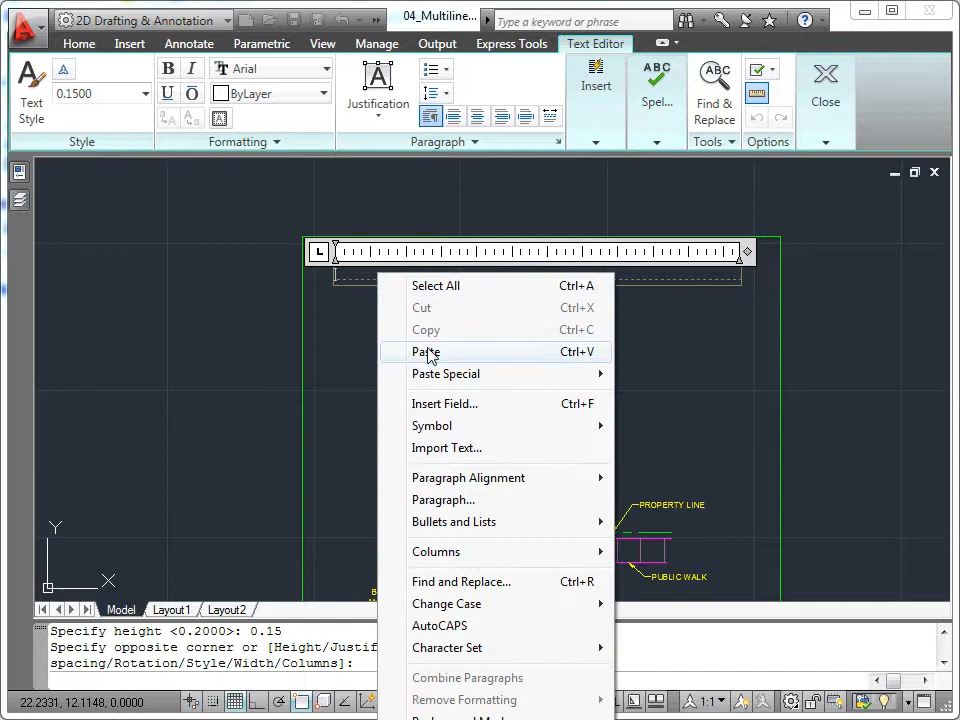 2D Drafting & Annotation
04_Multiline...
Type a keyword or phrase
Home Insert Annotate Parametric View Manage Output Express Tools Text Editor
Text Style
0.1500
Style
B I Arial
U O ByLayer
Formatting
Justification
Paragraph
Insert
ABC
Spel...
ABC
Find & Replace
Tools
Options
Close
L
Select All Ctrl+A
Cut Ctrl+X
Copy Ctrl+C
Paste Ctrl+V
Paste Special
Insert Field... Ctrl+F
Symbol
Import Text...
Paragraph Alignment
Paragraph...
Bullets and Lists
Columns
Find and Replace... Ctrl+R
Change Case
AutoCAPS
Character Set
Combine Paragraphs
Remove Formatting
PROPERTY LINE
PUBLIC WALK
Y
X
Model Layout1 Layout2
Specify height <0.2000>: 0.15
Specify opposite corner or [Height/Justif
spacing/Rotation/Style/Width/Columns]:
22.2331, 12.1148, 0.0000
1:1